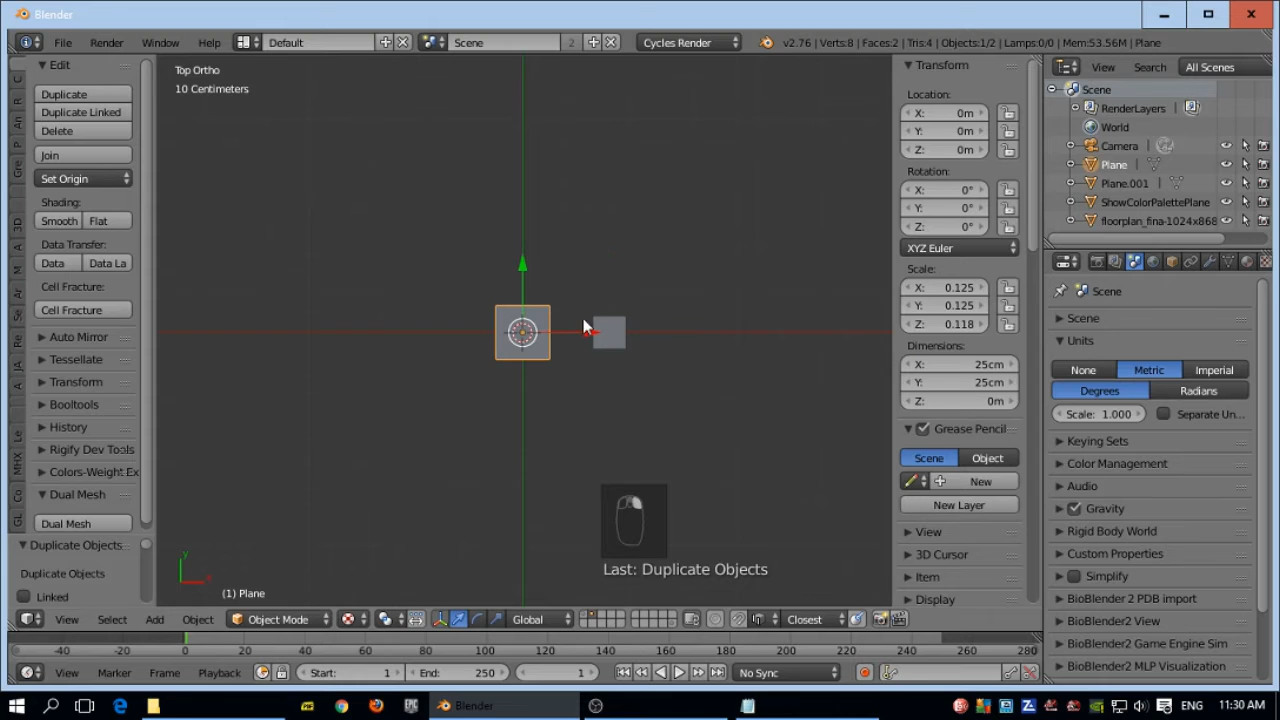 Blender
File Render Window Help Default Scene 2 Cycles Render v2.76 | Verts:8 | Faces:2 | Tris:4 | Objects:1/2 | Lamps:0/0 | Mem:53.56M | Plane
Edit
Duplicate
Duplicate Linked
Delete
Join
Set Origin
Shading:
Smooth Flat
Data Transfer:
Data Data La
Cell Fracture:
Cell Fracture
Auto Mirror
Tessellate
Transform
Booltools
History
Rigify Dev Tools
Colors-Weight Ex
Dual Mesh
Dual Mesh
Duplicate Objects
Duplicate Objects
Linked
Top Ortho
10 Centimeters
Last: Duplicate Objects
(1) Plane
Transform
Location:
X: 0m
Y: 0m
Z: 0m
Rotation:
X: 0°
Y: 0°
Z: 0°
XYZ Euler
Scale:
X: 0.125
Y: 0.125
Z: 0.118
Dimensions:
X: 25cm
Y: 25cm
Z: 0m
Grease Pencil
Scene Object
New
New Layer
View
3D Cursor
Item
Display
View Search All Scenes
Scene
RenderLayers
World
Camera
Plane
Plane.001
ShowColorPalettePlane
floorplan_fina-1024x868
Scene
Scene
Units
None Metric Imperial
Degrees Radians
Scale: 1.000 Separate Un...
Keying Sets
Color Management
Audio
Gravity
Rigid Body World
Custom Properties
Simplify
BioBlender 2 PDB import
BioBlender2 View
BioBlender2 Game Engine Sim
BioBlender2 MLP Visualization
View Select Add Object Object Mode Global Closest
-40 -20 0 20 40 60 80 100 120 140 160 180 200 220 240 260 280
View Marker Frame Playback Start: 1 End: 250 1 No Sync
Blender ENG 11:30 AM